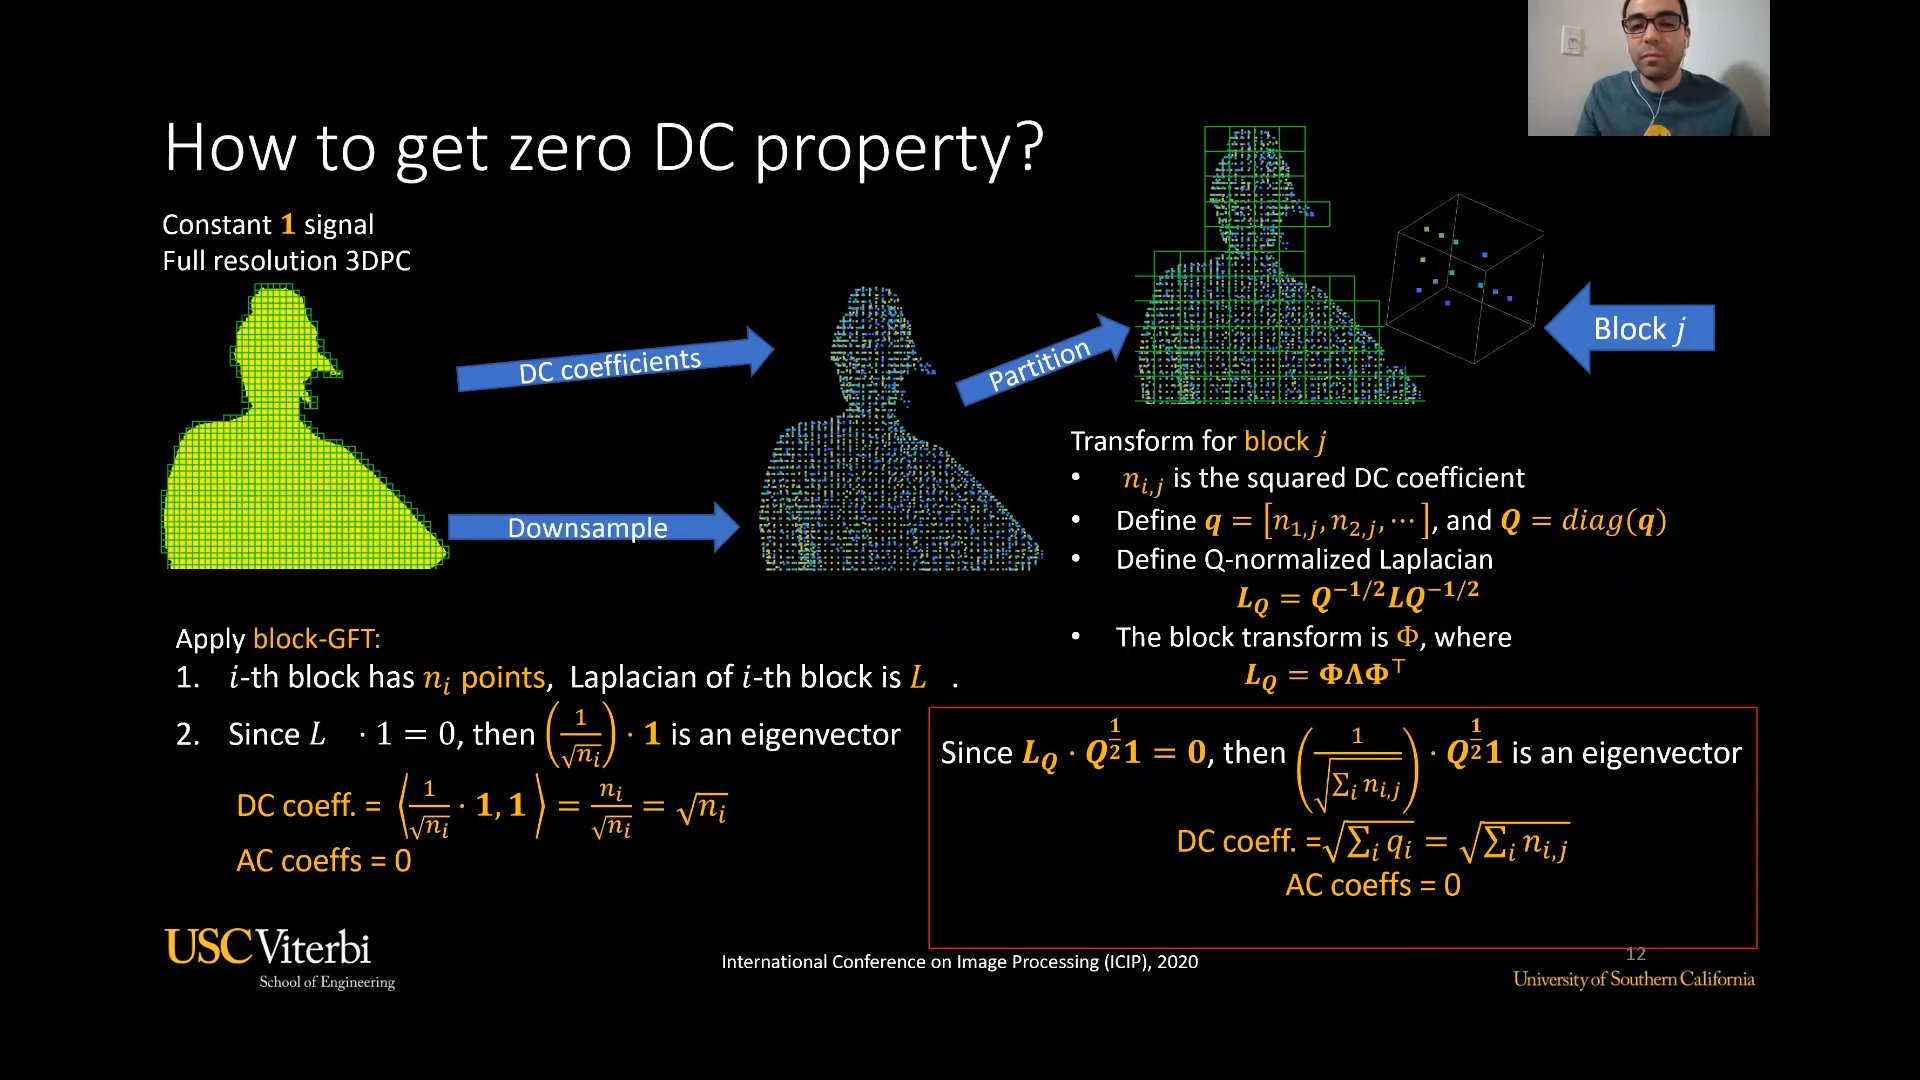 How to get zero DC property?
Constant 1 signal
Full resolution 3DPC
DC coefficients
Downsample
Partition
Block j
Apply block-GFT:
1. i-th block has n_i points, Laplacian of i-th block is L .
2. Since L · 1 = 0, then (1/√n_i) · 1 is an eigenvector
DC coeff. = ⟨1/√n_i · 1, 1⟩ = n_i/√n_i = √n_i
AC coeffs = 0
Transform for block j
• n_{i,j} is the squared DC coefficient
• Define q = [n_{1,j}, n_{2,j}, ⋯], and Q = diag(q)
• Define Q-normalized Laplacian
L_Q = Q^{-1/2}LQ^{-1/2}
• The block transform is Φ, where
L_Q = ΦΛΦ^⊤
Since L_Q · Q^{1/2}1 = 0, then (1/√(∑_i n_{i,j})) · Q^{1/2}1 is an eigenvector
DC coeff. =√(∑_i q_i) = √(∑_i n_{i,j})
AC coeffs = 0
USC Viterbi
School of Engineering
International Conference on Image Processing (ICIP), 2020
12
University of Southern California